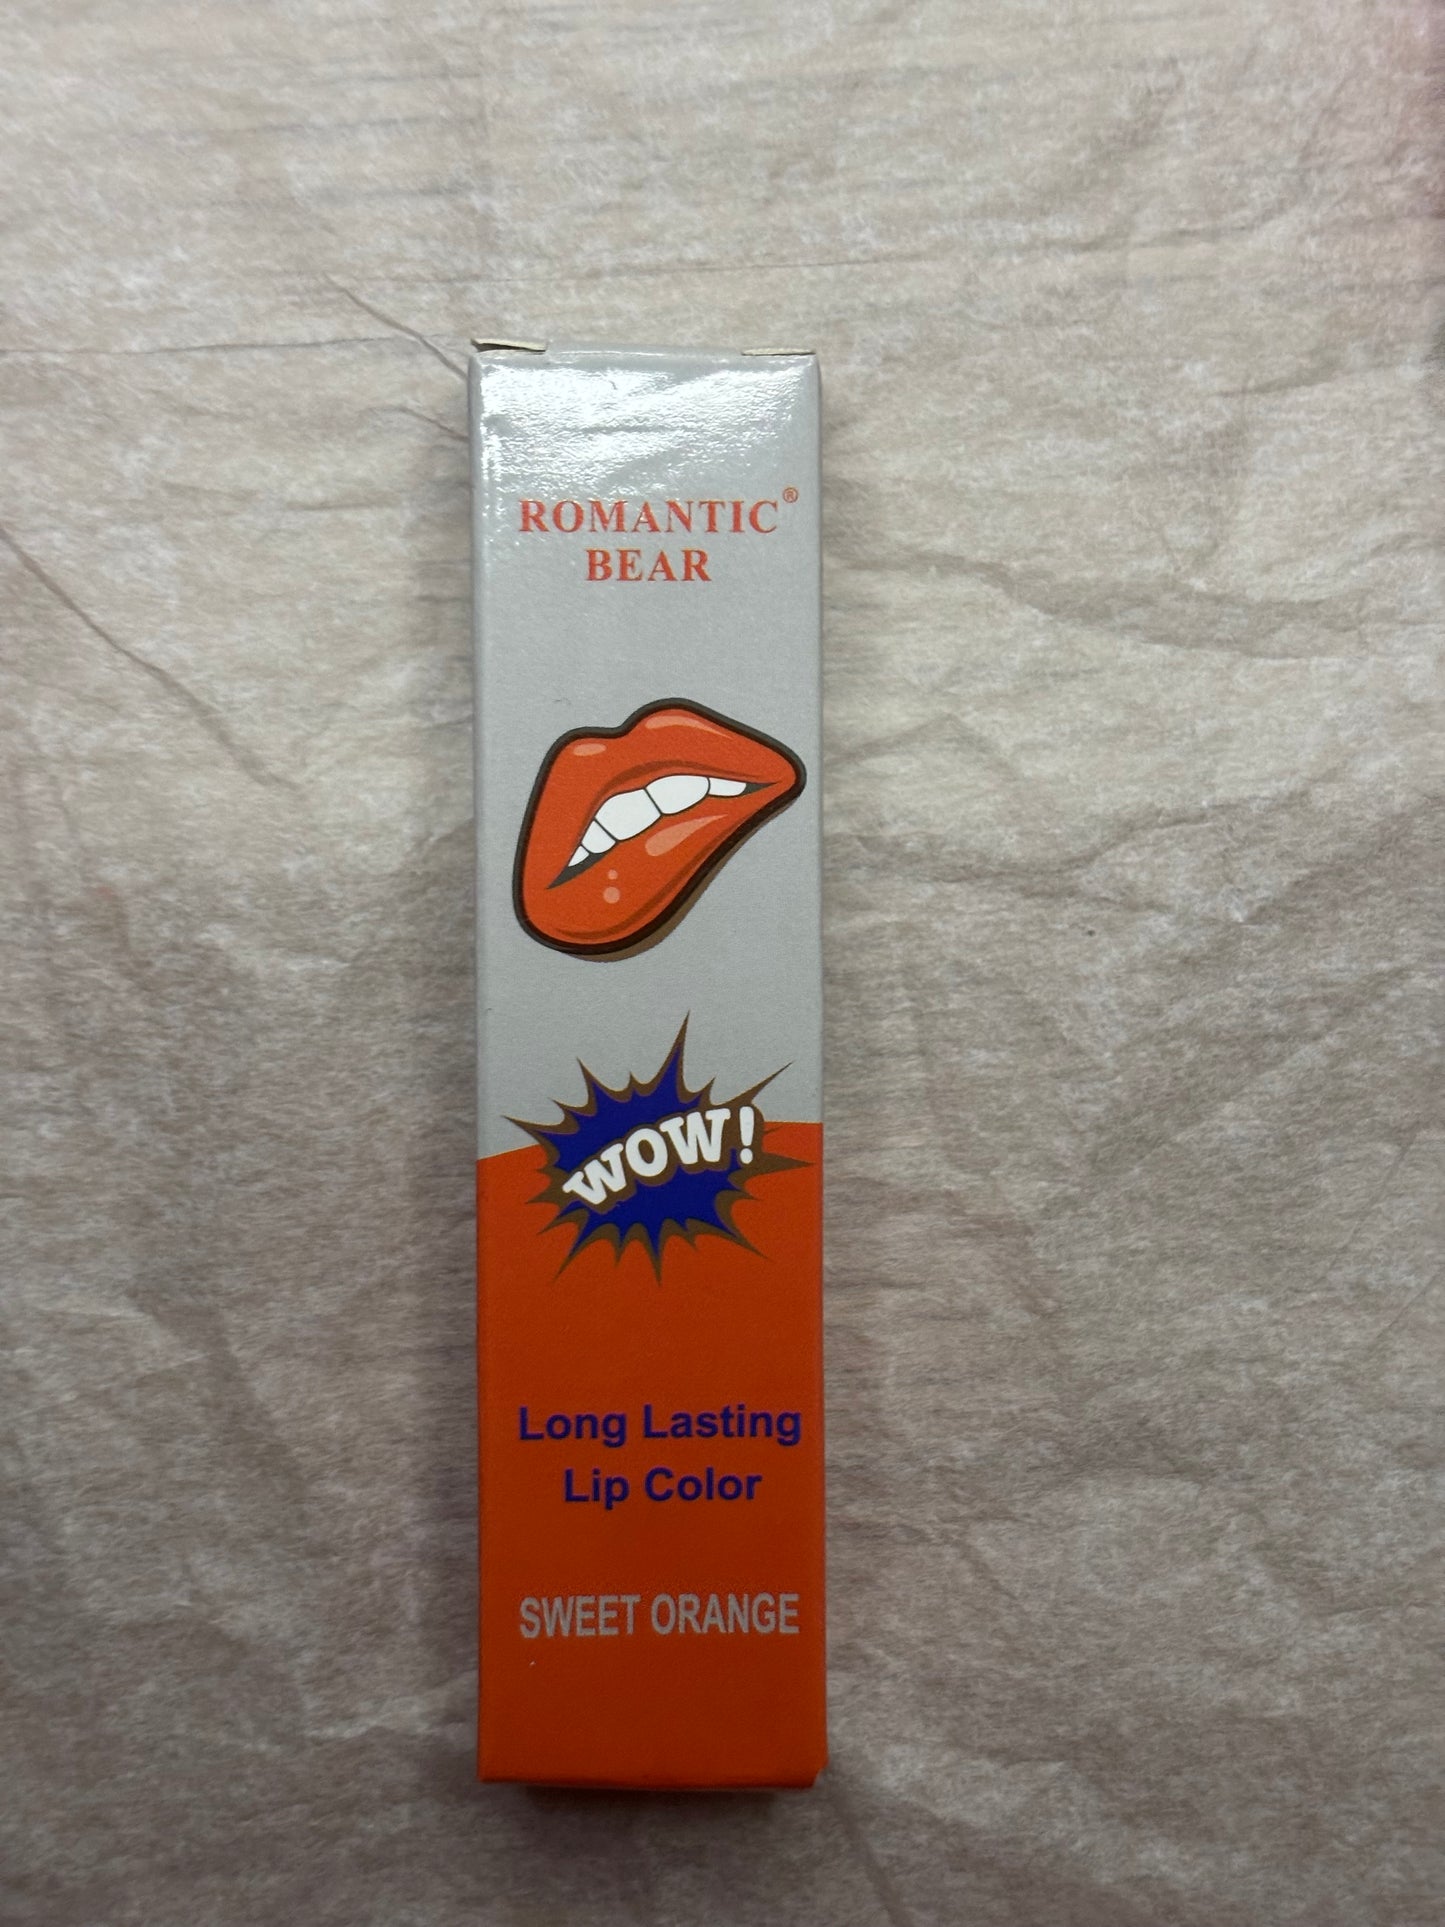 ROMANTIC®
BEAR
WOW!
Long Lasting
Lip Color
SWEET ORANGE